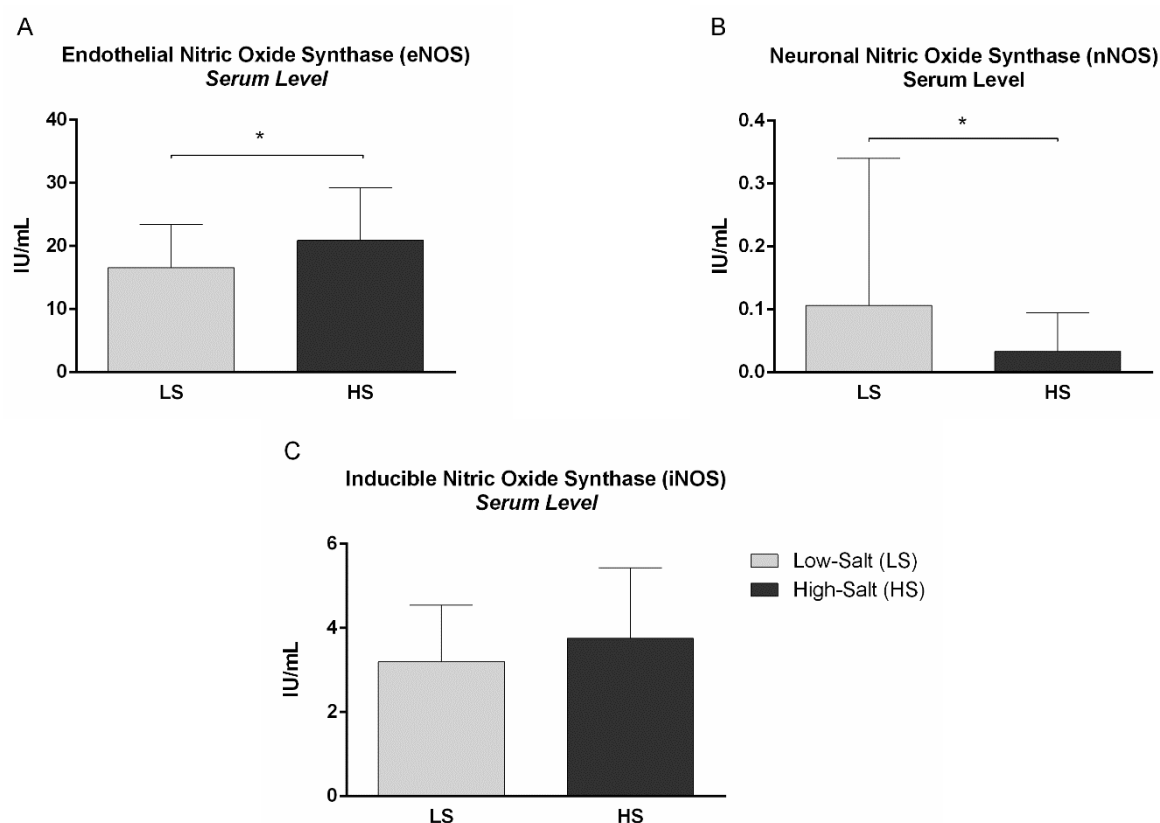 A
Endothelial Nitric Oxide Synthase (eNOS)
Serum Level
40
30
20
10
0
IU/mL
*
LS
HS
B
Neuronal Nitric Oxide Synthase (nNOS)
Serum Level
0.4
0.3
0.2
0.1
0.0
IU/mL
*
LS
HS
C
Inducible Nitric Oxide Synthase (iNOS)
Serum Level
6
4
2
0
IU/mL
LS
HS
Low-Salt (LS)
High-Salt (HS)